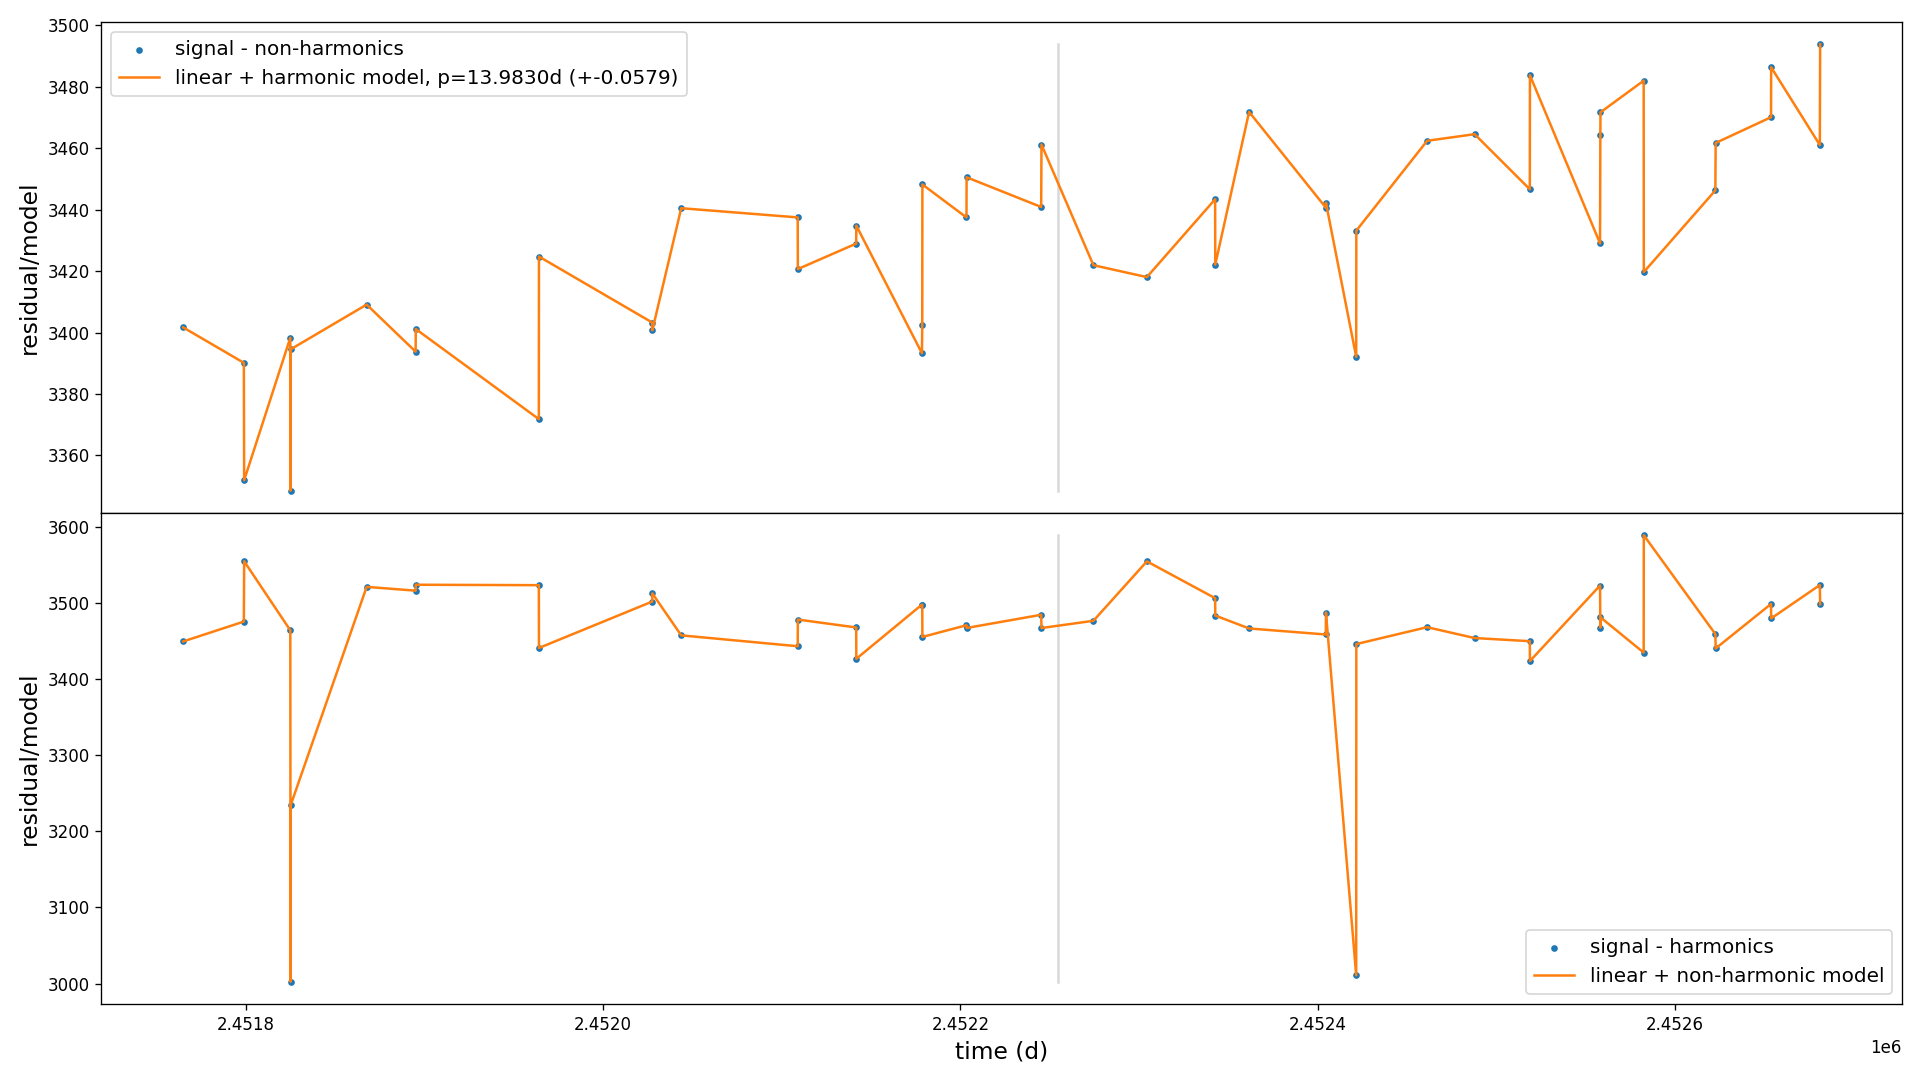 3500
3480
3460
3440
3420
3400
3380
3360
residual/model
signal - non-harmonics
linear + harmonic model, p=13.9830d (+-0.0579)
3600
3500
3400
3300
3200
3100
3000
residual/model
signal - harmonics
linear + non-harmonic model
2.4518 2.4520 2.4522 2.4524 2.4526
1e6
time (d)